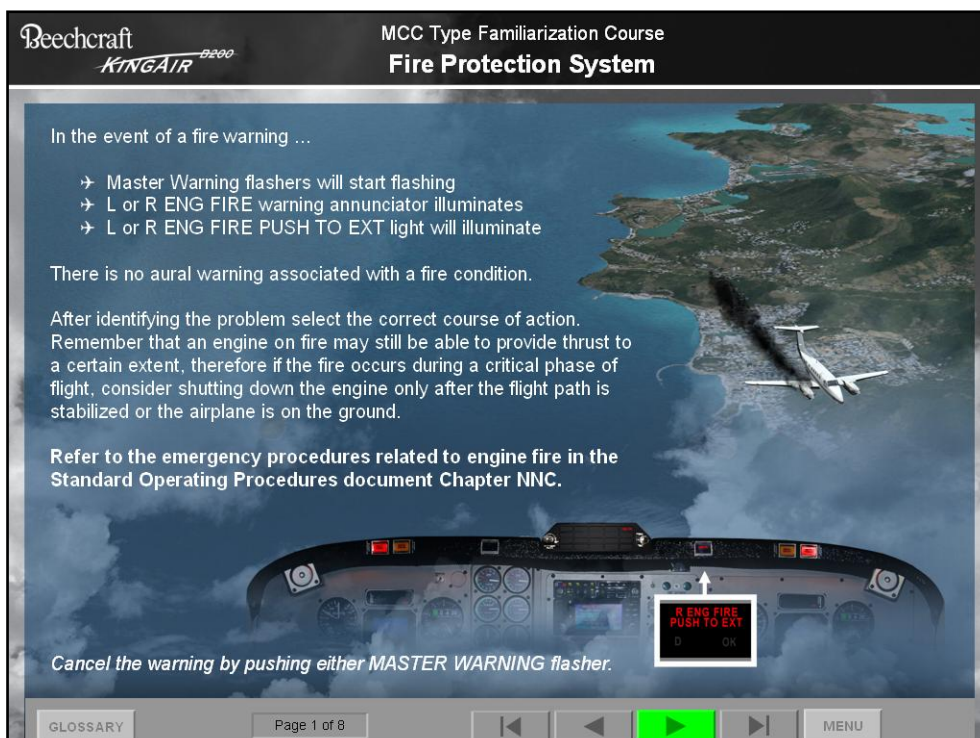 Beechcraft
KINGAIR B200
MCC Type Familiarization Course
Fire Protection System
In the event of a fire warning ...
Master Warning flashers will start flashing
L or R ENG FIRE warning annunciator illuminates
L or R ENG FIRE PUSH TO EXT light will illuminate
There is no aural warning associated with a fire condition.
After identifying the problem select the correct course of action.
Remember that an engine on fire may still be able to provide thrust to
a certain extent, therefore if the fire occurs during a critical phase of
flight, consider shutting down the engine only after the flight path is
stabilized or the airplane is on the ground.
Refer to the emergency procedures related to engine fire in the
Standard Operating Procedures document Chapter NNC.
R ENG FIRE
PUSH TO EXT
D OK
Cancel the warning by pushing either MASTER WARNING flasher.
GLOSSARY
Page 1 of 8
MENU